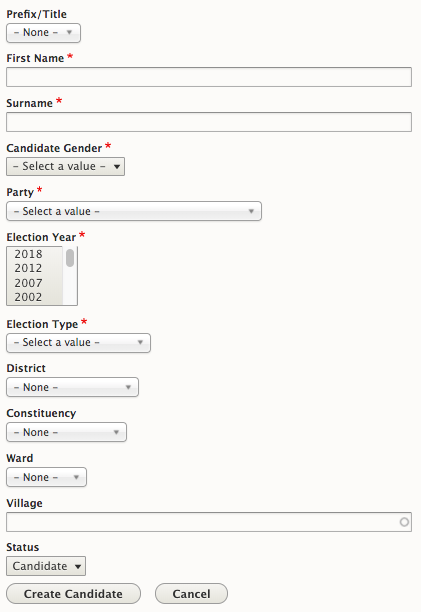 Prefix/Title
– None –
First Name *
Surname *
Candidate Gender *
– Select a value –
Party *
– Select a value –
Election Year *
2018
2012
2007
2002
Election Type *
– Select a value –
District
– None –
Constituency
– None –
Ward
– None –
Village
Status
Candidate
Create Candidate Cancel